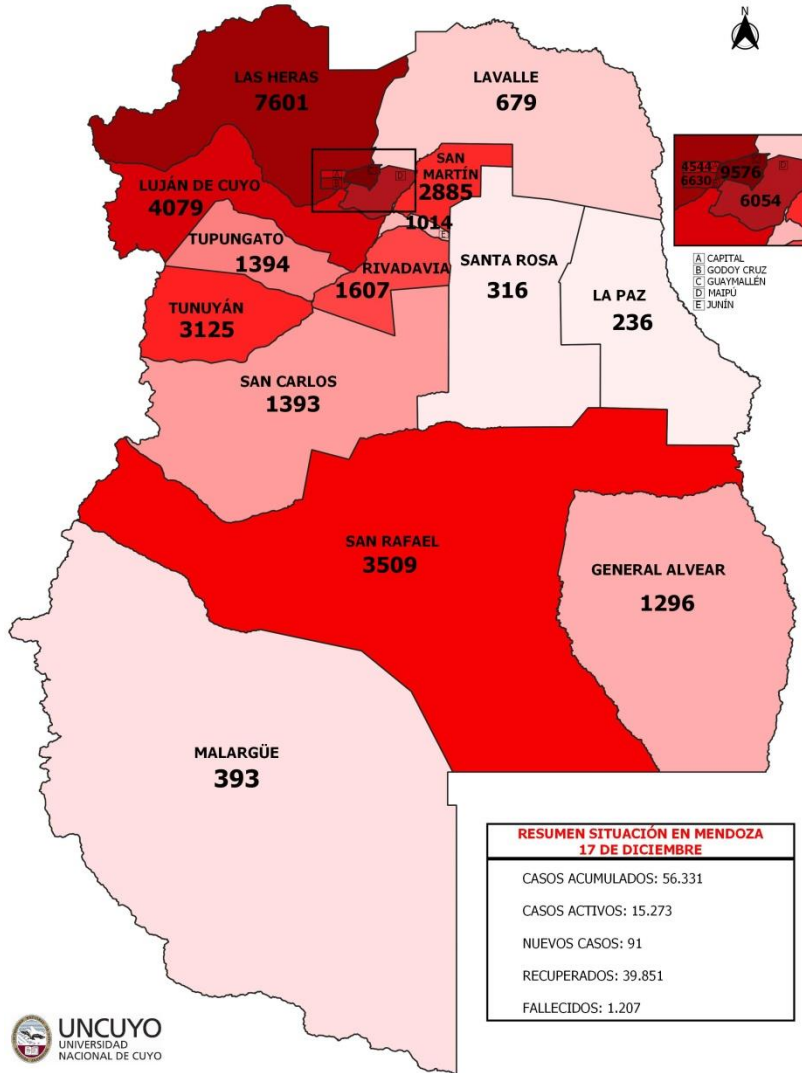 N
LAS HERAS
7601
LAVALLE
679
SAN
MARTÍN
2885
LUJÁN DE CUYO
4079
A
D
1014
E
TUPUNGATO
1394
RIVADAVIA
1607
SANTA ROSA
316
LA PAZ
236
TUNUYÁN
3125
SAN CARLOS
1393
4544
9576
D
6630
6054
A CAPITAL
B GODOY CRUZ
C GUAYMALLÉN
D MAIPÚ
E JUNÍN
SAN RAFAEL
3509
GENERAL ALVEAR
1296
MALARGÜE
393
RESUMEN SITUACIÓN EN MENDOZA
17 DE DICIEMBRE
CASOS ACUMULADOS: 56.331
CASOS ACTIVOS: 15.273
NUEVOS CASOS: 91
RECUPERADOS: 39.851
FALLECIDOS: 1.207
UNCUYO
UNIVERSIDAD
NACIONAL DE CUYO